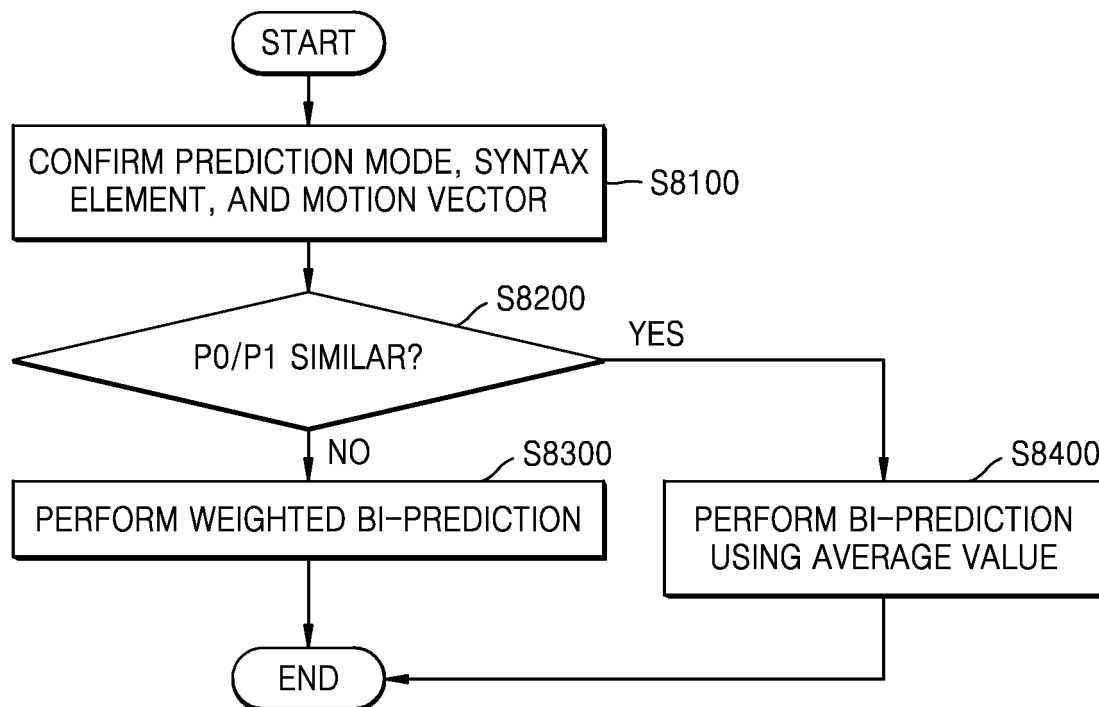 START
CONFIRM PREDICTION MODE, SYNTAX
ELEMENT, AND MOTION VECTOR
S8100
S8200
P0/P1 SIMILAR?
YES
NO
S8300
PERFORM WEIGHTED BI-PREDICTION
S8400
PERFORM BI-PREDICTION
USING AVERAGE VALUE
END